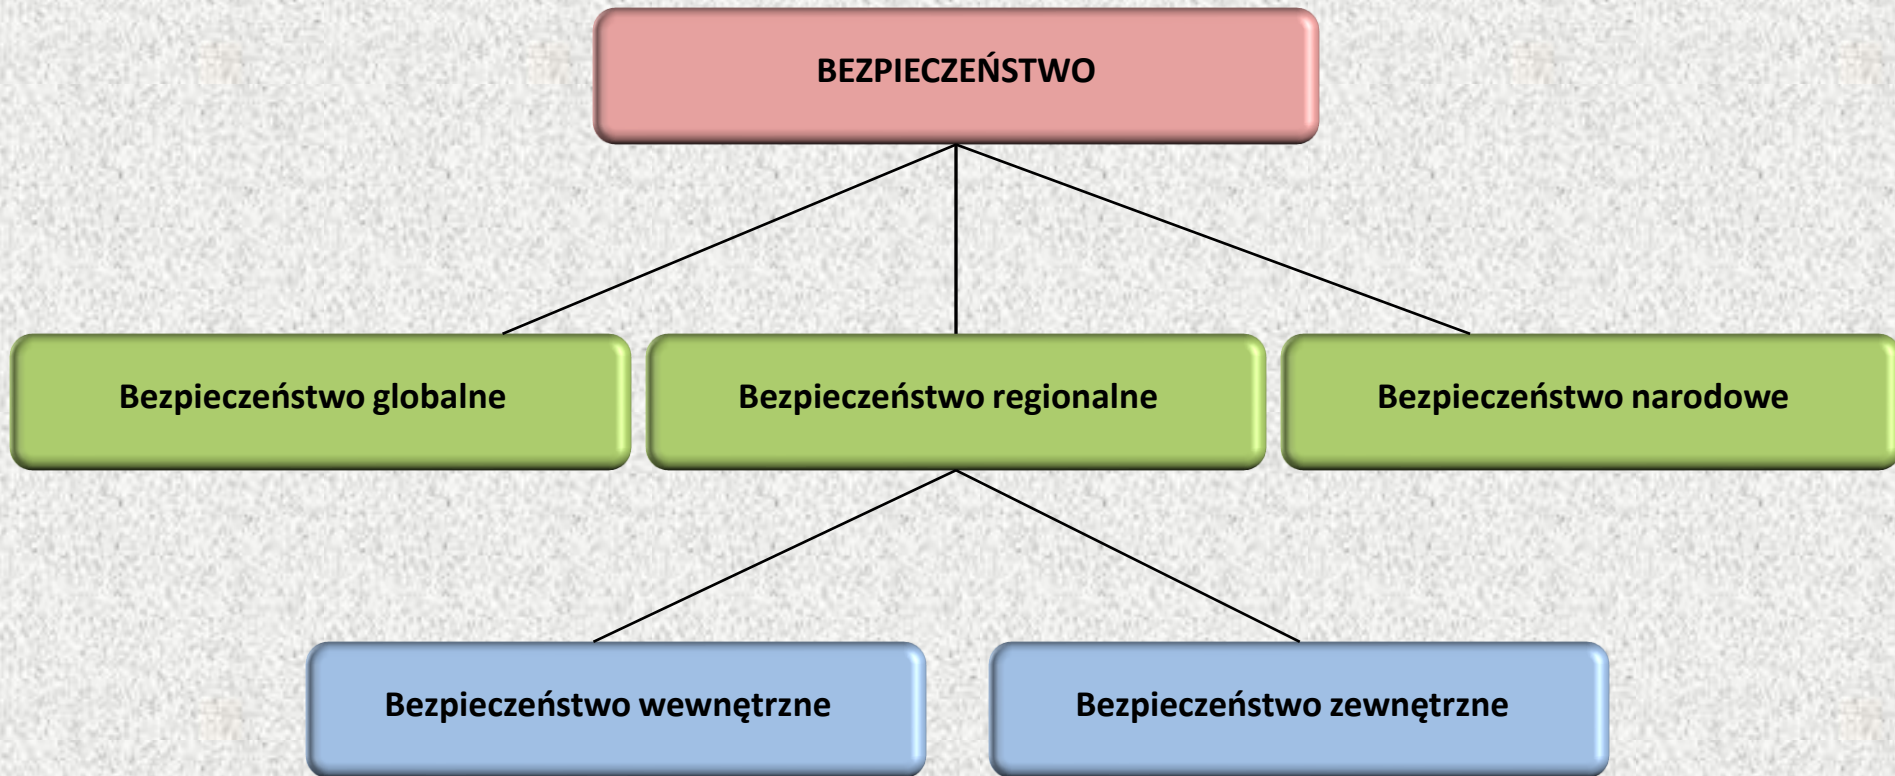 BEZPIECZEŃSTWO
Bezpieczeństwo globalne
Bezpieczeństwo regionalne
Bezpieczeństwo narodowe
Bezpieczeństwo wewnętrzne
Bezpieczeństwo zewnętrzne